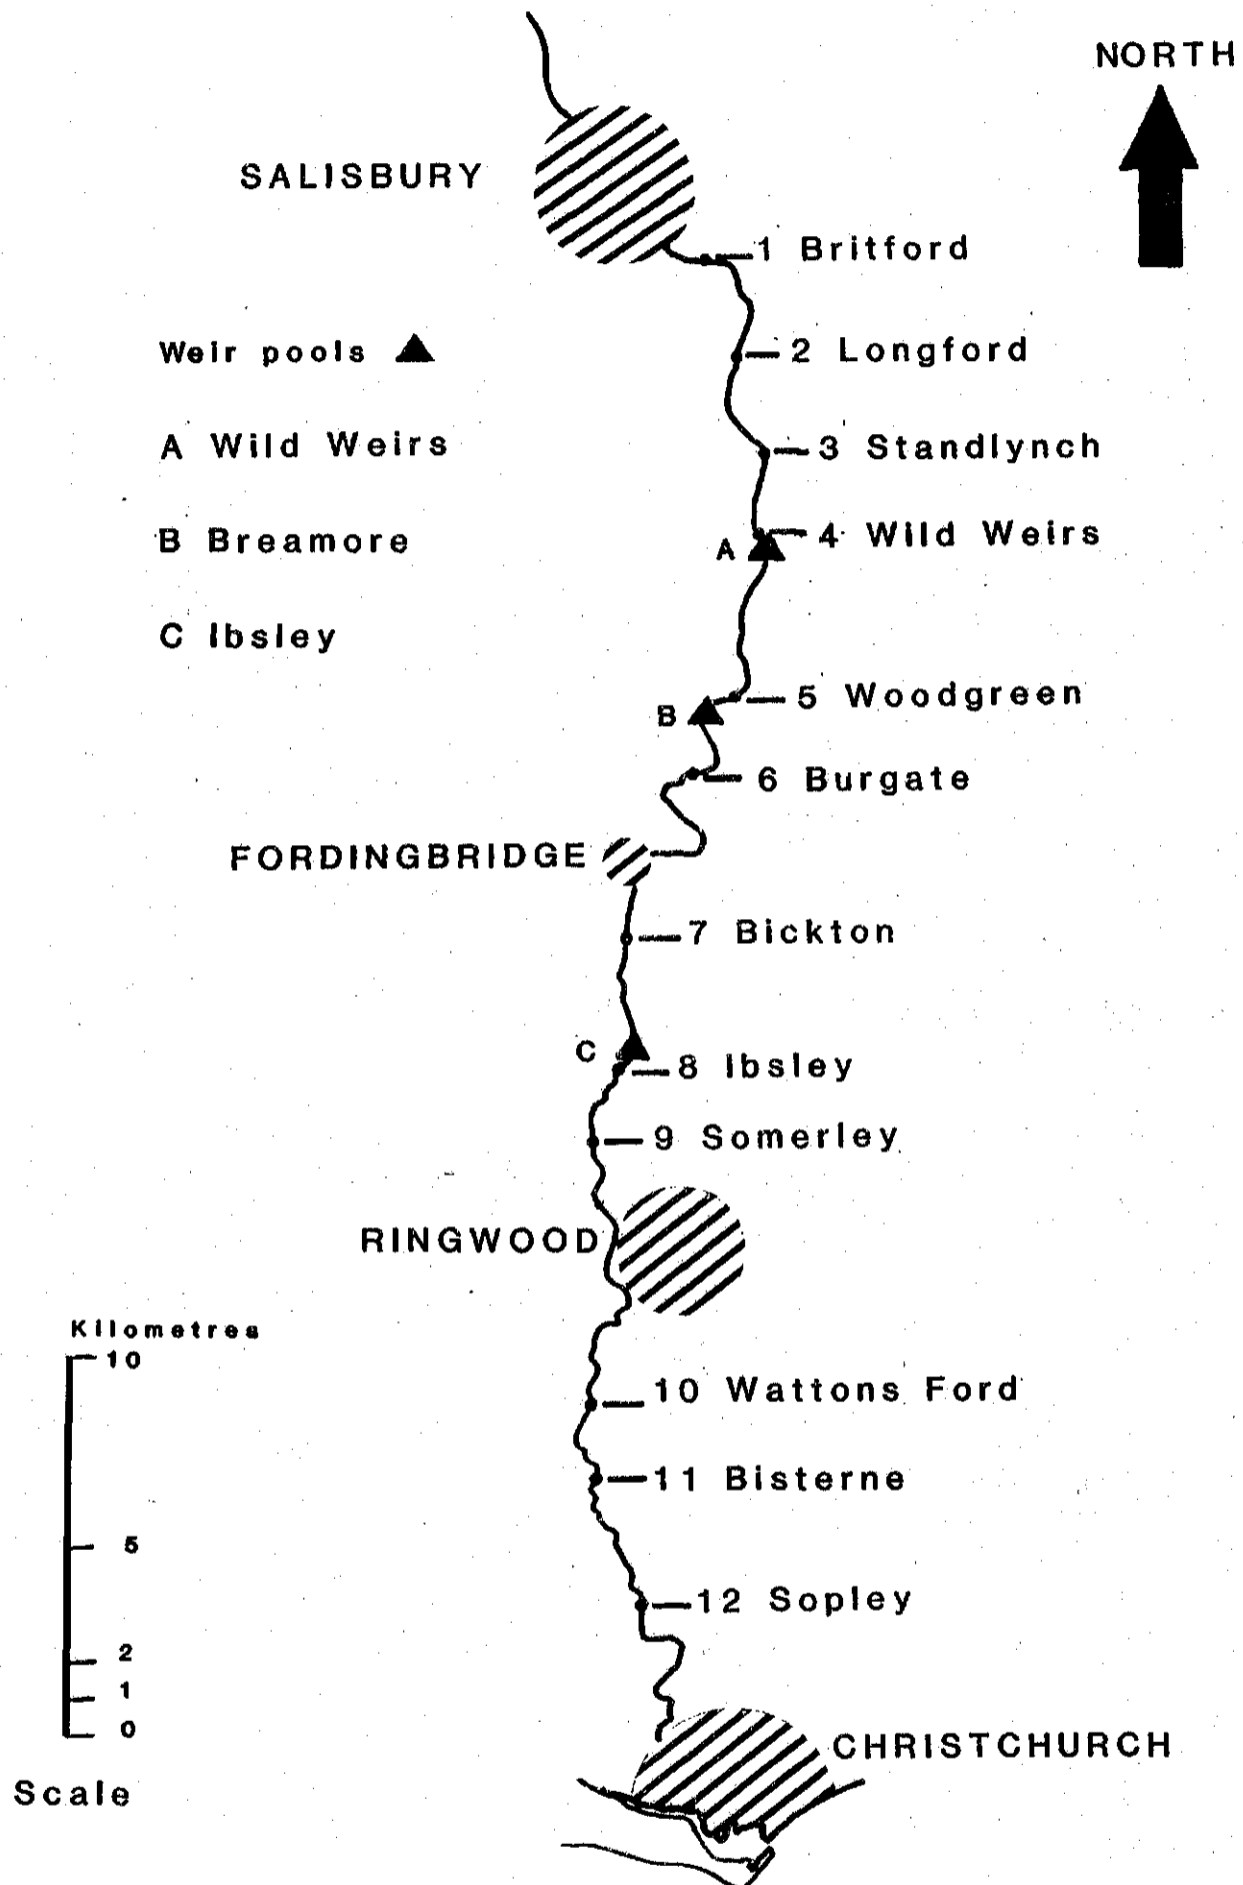 NORTH
SALISBURY
1 Britford
Weir pools
2 Longford
A Wild Weirs
3 Standlynch
B Breamore
A
4 Wild Weirs
C Ibsley
B
5 Woodgreen
6 Burgate
FORDINGBRIDGE
7 Bickton
C
8 Ibsley
9 Somerley
RINGWOOD
Kilometres
10
10 Wattons Ford
11 Bisterne
5
12 Sopley
2
1
0
CHRISTCHURCH
Scale